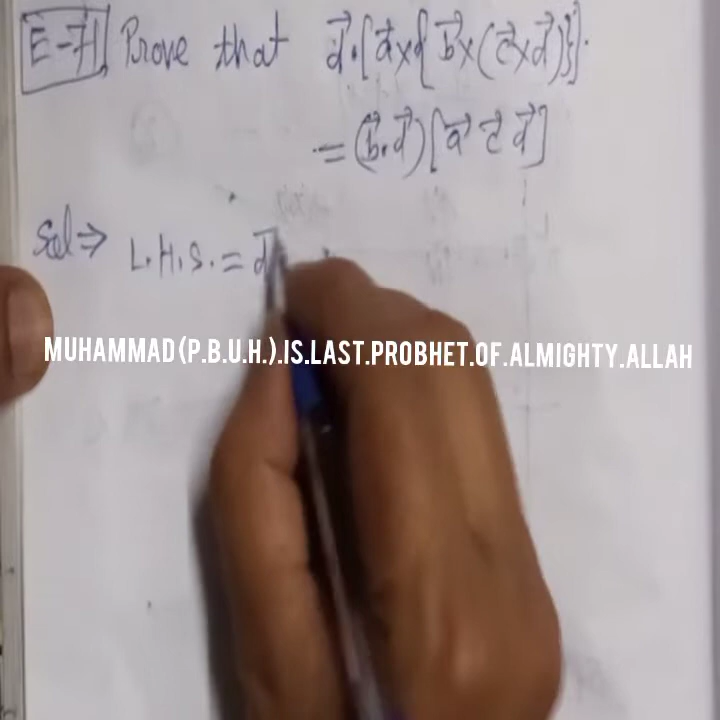 E-71. Prove that d⃗·[a⃗×{b⃗×(c⃗×d⃗)}].
=(b⃗.d⃗)[a⃗ c⃗ d⃗]
Sol⇒ L.H.S.= d⃗
MUHAMMAD(P.B.U.H.).IS.LAST.PROBHET.OF.ALMIGHTY.ALLAH